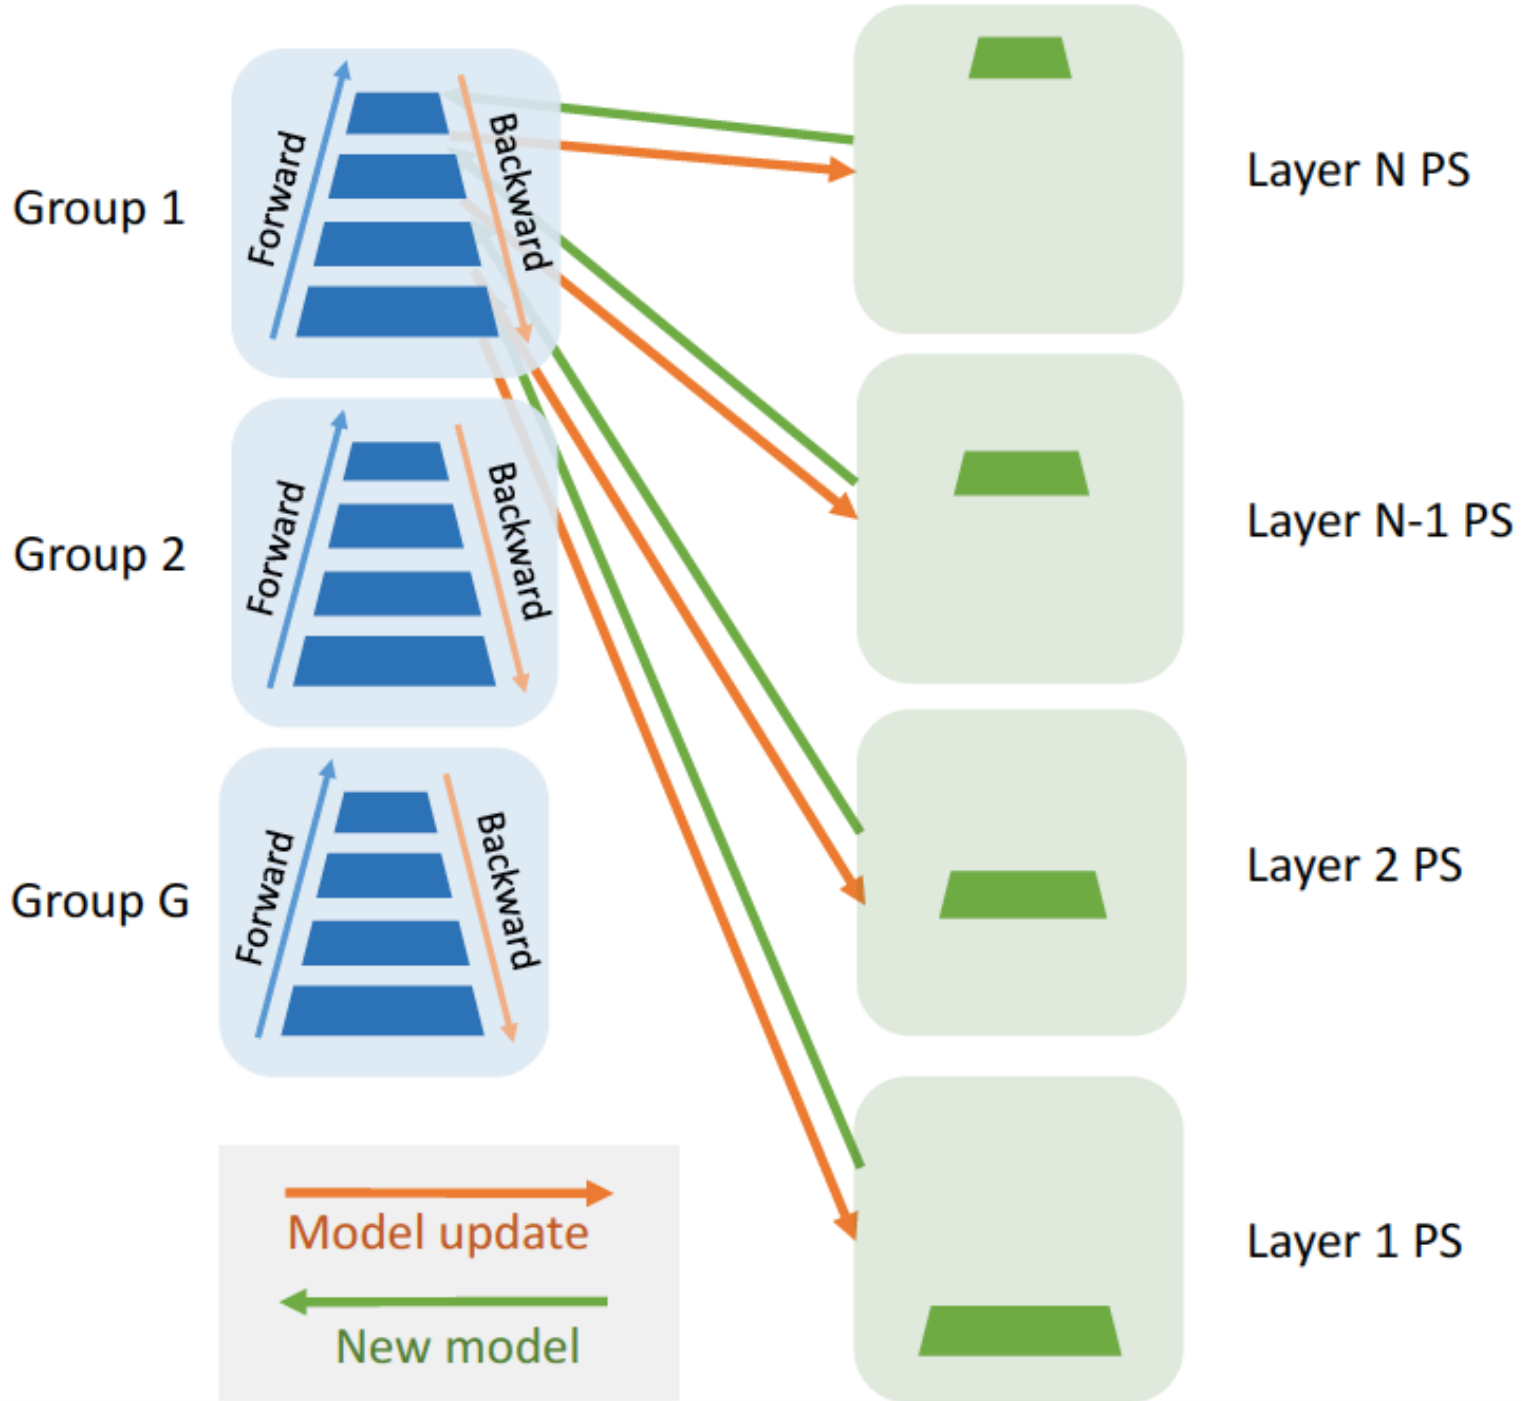 Group 1
Forward
Backward
Layer N PS
Group 2
Forward
Backward
Layer N-1 PS
Group G
Forward
Backward
Layer 2 PS
Model update
New model
Layer 1 PS